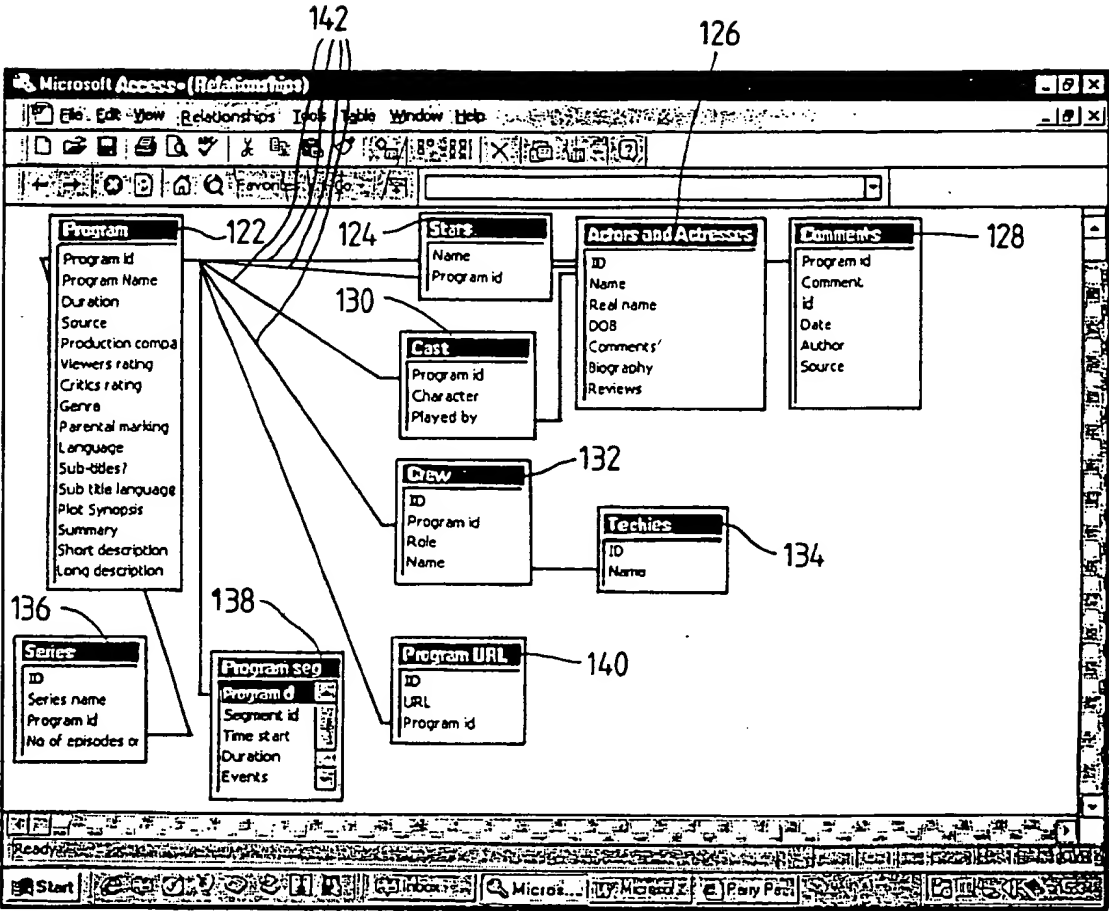 142
126
Microsoft Access - (Relationships)
File Edit View Relationships Tools Table Window Help
Program
122
Program id
Program Name
Duration
Source
Production compa
Viewers rating
Critics rating
Genre
Parental marking
Language
Sub-titles?
Sub title language
Plot Synopsis
Summary
Short description
Long description
124
Stars
Name
Program id
Actors and Actresses
ID
Name
Real name
DOB
Comments'
Biography
Reviews
Comments
128
Program id
Comment
id
Date
Author
Source
130
Cast
Program id
Character
Played by
Crew
132
ID
Program id
Role
Name
Techies
134
ID
Name
136
Series
ID
Series name
Program id
No of episodes or
138
Program seg
Program d
Segment id
Time start
Duration
Events
Program URL
140
ID
URL
Program id
Ready
Start
Inbox
Micros...